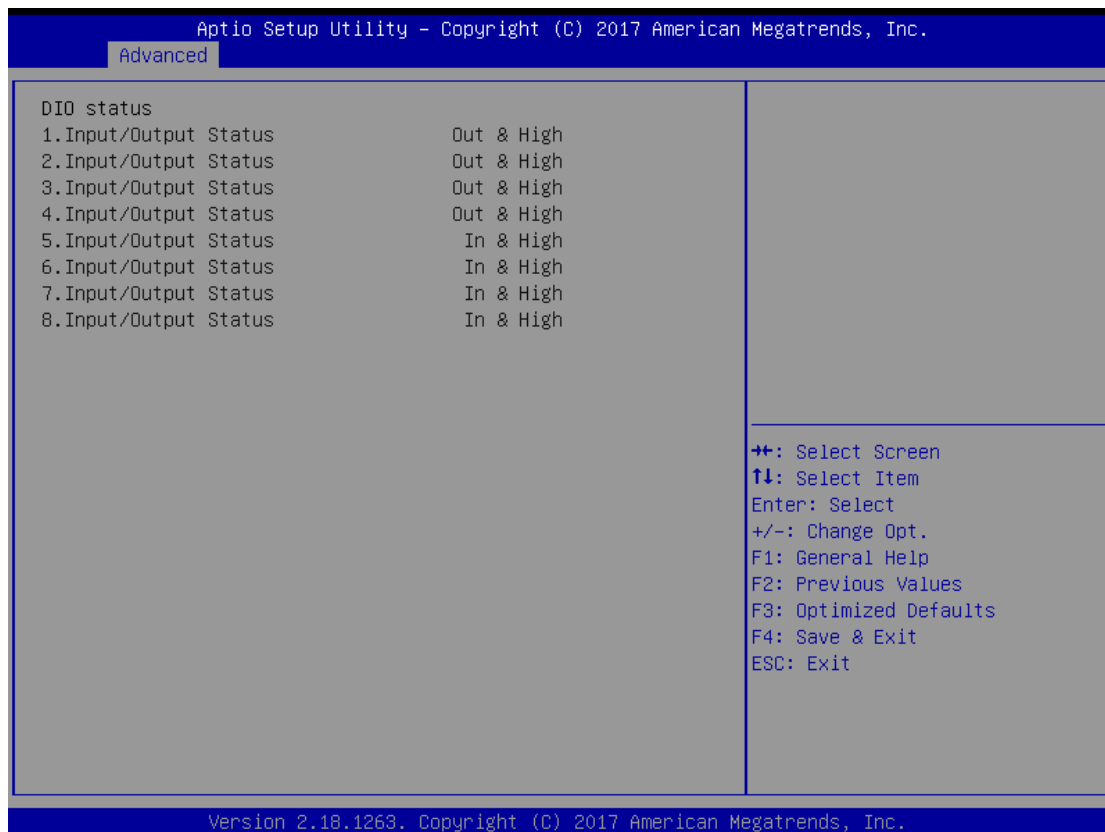 Aptio Setup Utility – Copyright (C) 2017 American Megatrends, Inc.
Advanced
DIO status
1.Input/Output Status Out & High
2.Input/Output Status Out & High
3.Input/Output Status Out & High
4.Input/Output Status Out & High
5.Input/Output Status In & High
6.Input/Output Status In & High
7.Input/Output Status In & High
8.Input/Output Status In & High
→←: Select Screen
↑↓: Select Item
Enter: Select
+/-: Change Opt.
F1: General Help
F2: Previous Values
F3: Optimized Defaults
F4: Save & Exit
ESC: Exit
Version 2.18.1263. Copyright (C) 2017 American Megatrends, Inc.